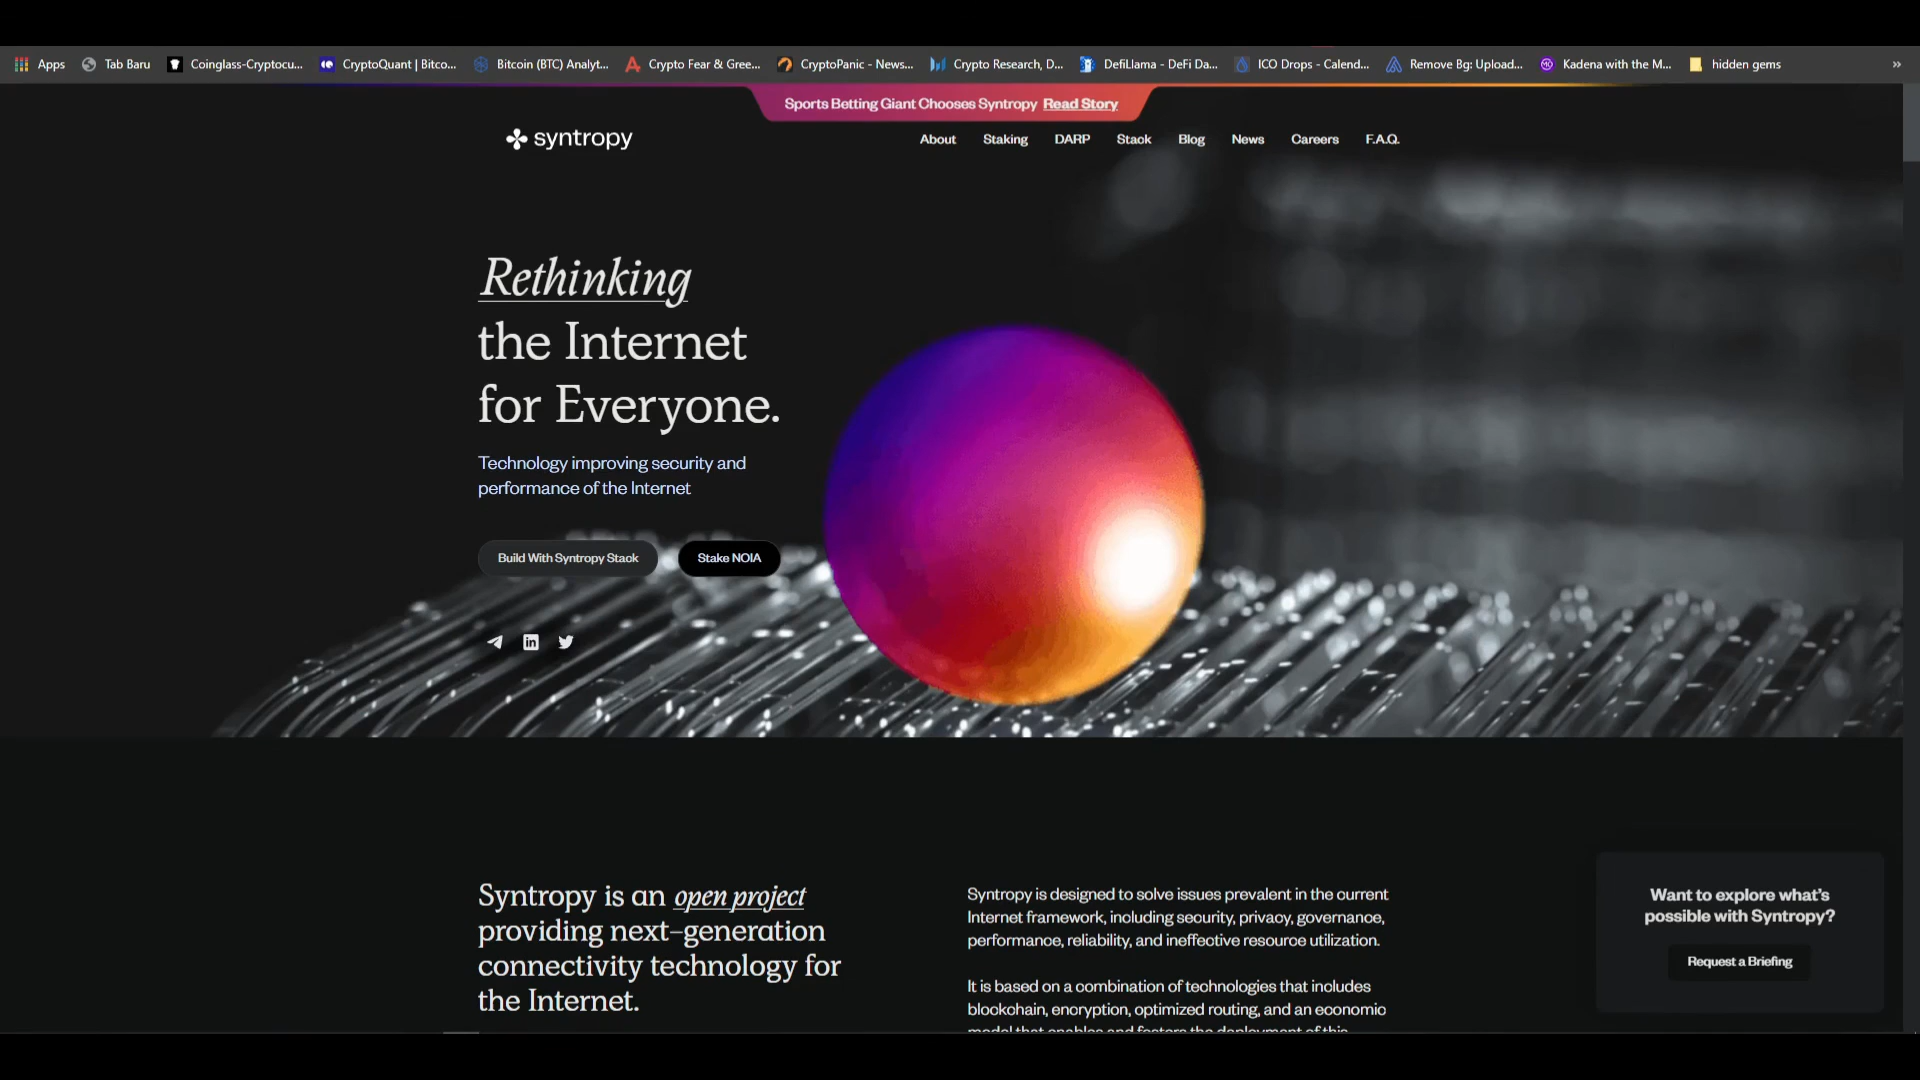 Apps Tab Baru Coinglass-Cryptocu... CryptoQuant | Bitco... Bitcoin (BTC) Analyt... Crypto Fear & Gree... CryptoPanic - News... Crypto Research, D... DefiLlama - DeFi Da... ICO Drops - Calend... Remove Bg: Upload... Kadena with the M... hidden gems »
Sports Betting Giant Chooses Syntropy Read Story
syntropy About Staking DARP Stack Blog News Careers F.A.Q.
Rethinking
the Internet
for Everyone.
Technology improving security and
performance of the Internet
Build With Syntropy Stack Stake NOIA
Syntropy is an open project
providing next-generation
connectivity technology for
the Internet.
Syntropy is designed to solve issues prevalent in the current
Internet framework, including security, privacy, governance,
performance, reliability, and ineffective resource utilization.
It is based on a combination of technologies that includes
blockchain, encryption, optimized routing, and an economic
model that enables and fosters the deployment of this
Want to explore what's
possible with Syntropy?
Request a Briefing